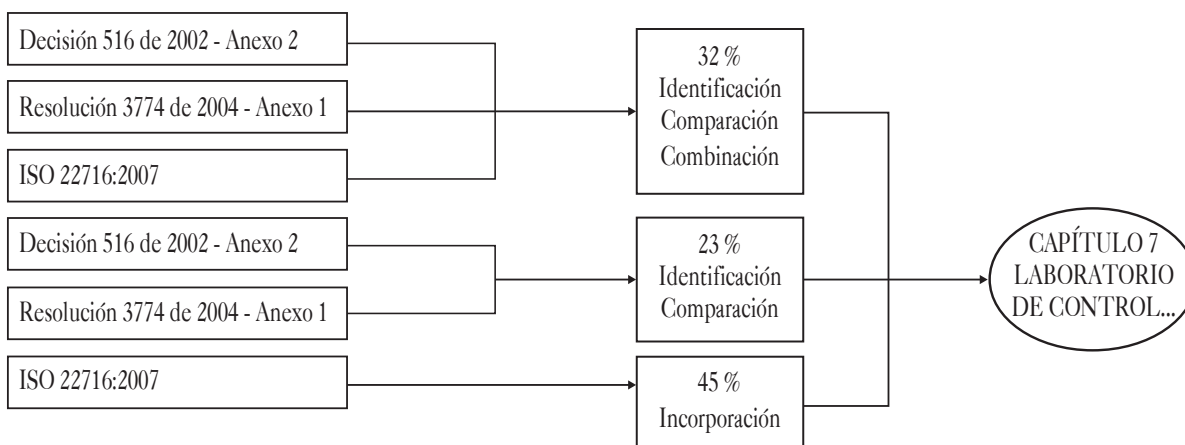 Decisión 516 de 2002 - Anexo 2
Resolución 3774 de 2004 - Anexo 1
ISO 22716:2007
32 %
Identificación
Comparación
Combinación
Decisión 516 de 2002 - Anexo 2
Resolución 3774 de 2004 - Anexo 1
23 %
Identificación
Comparación
ISO 22716:2007
45 %
Incorporación
CAPÍTULO 7
LABORATORIO
DE CONTROL...